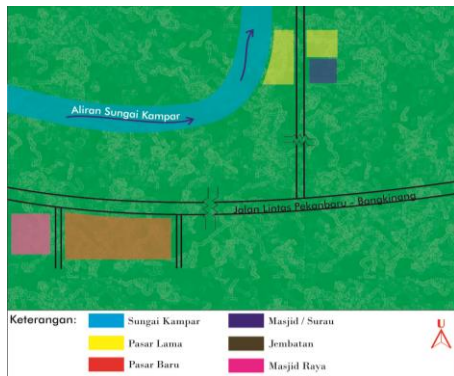 Aliran Sungai Kampar
Jalan Lintas Pekanbaru - Bangkinang
Keterangan:
Sungai Kampar
Masjid / Surau
Pasar Lama
Jembatan
Pasar Baru
Masjid Raya
U